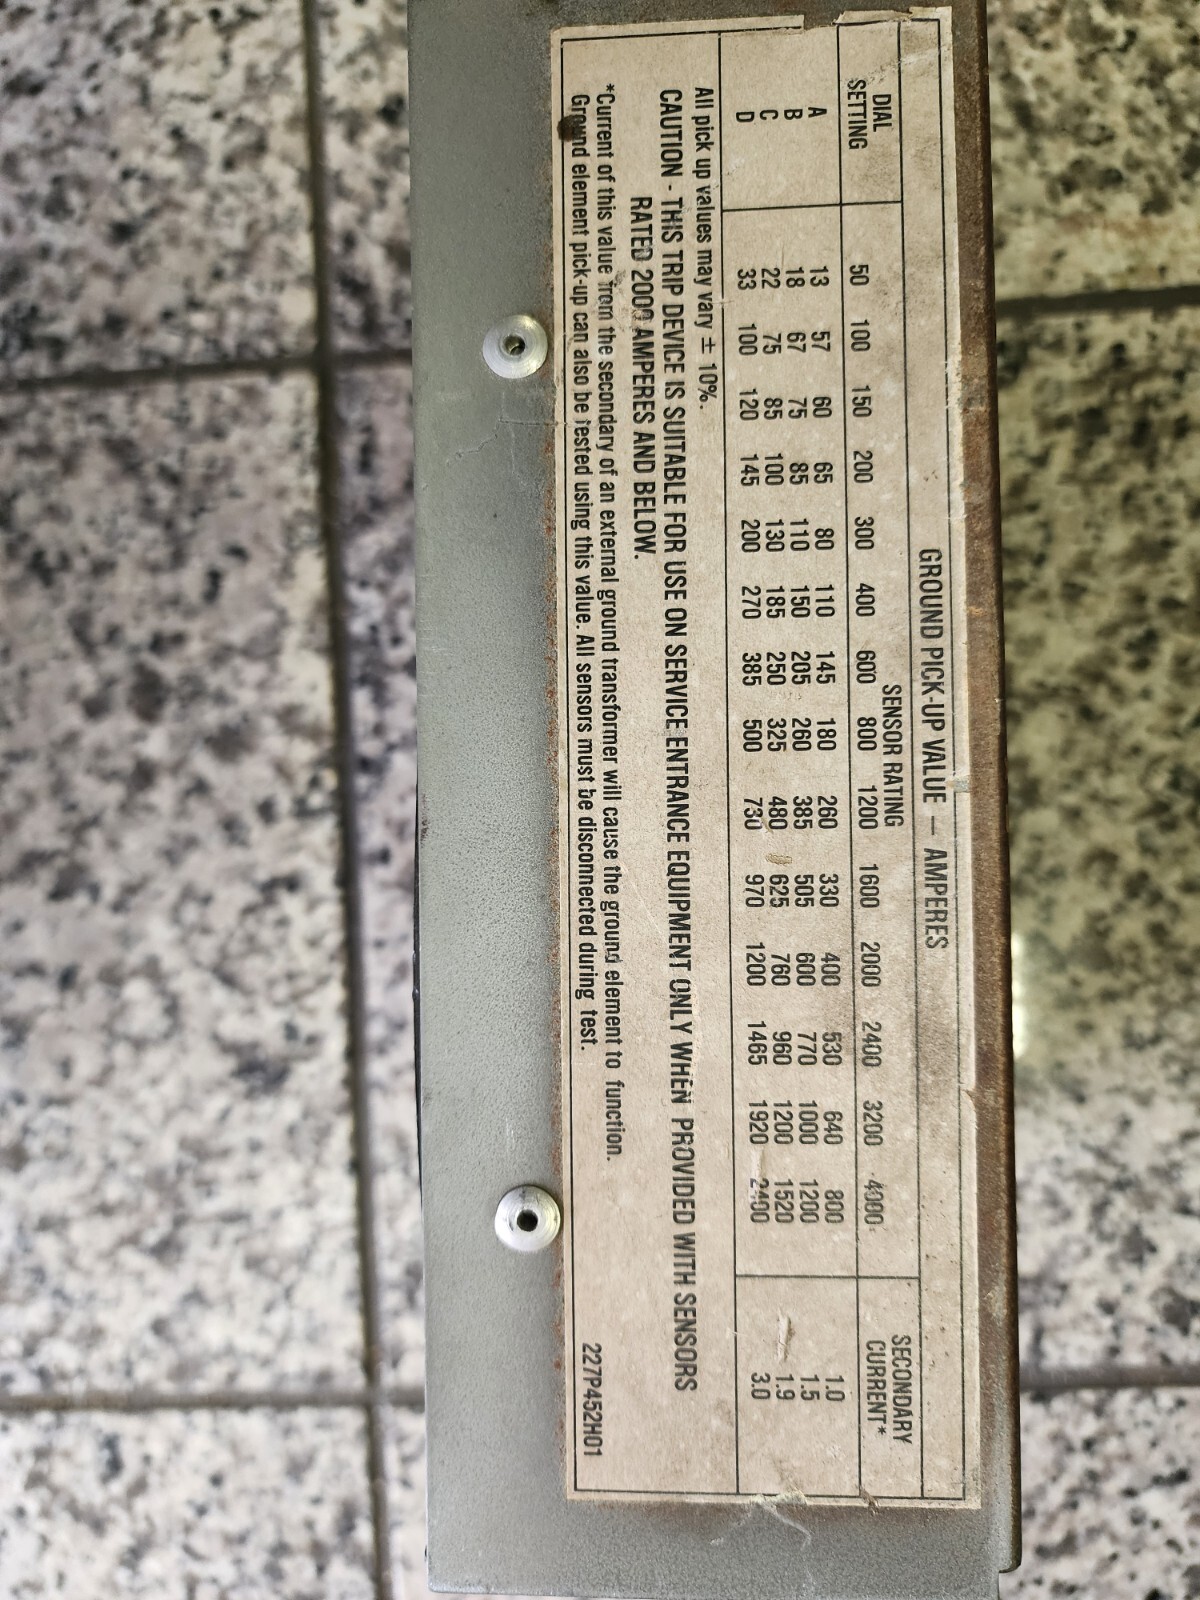 GROUND PICK-UP VALUE — AMPERES
DIAL SETTING SENSOR RATING SECONDARY CURRENT*
50 100 150 200 300 400 600 800 1200 1600 2000 2400 3200 4000
A 13 57 60 65 80 110 145 180 260 330 400 530 640 800 1.0
B 18 67 75 85 110 150 205 260 385 505 600 770 1000 1200 1.5
C 22 75 85 100 130 185 250 325 480 625 760 960 1200 1520 1.9
D 33 100 120 145 200 270 385 500 730 970 1200 1465 1920 2400 3.0
All pick up values may vary ± 10%.
CAUTION - THIS TRIP DEVICE IS SUITABLE FOR USE ON SERVICE ENTRANCE EQUIPMENT ONLY WHEN PROVIDED WITH SENSORS
RATED 2000 AMPERES AND BELOW.
*Current of this value from the secondary of an external ground transformer will cause the ground element to function.
Ground element pick-up can also be tested using this value. All sensors must be disconnected during test.
227P452H01